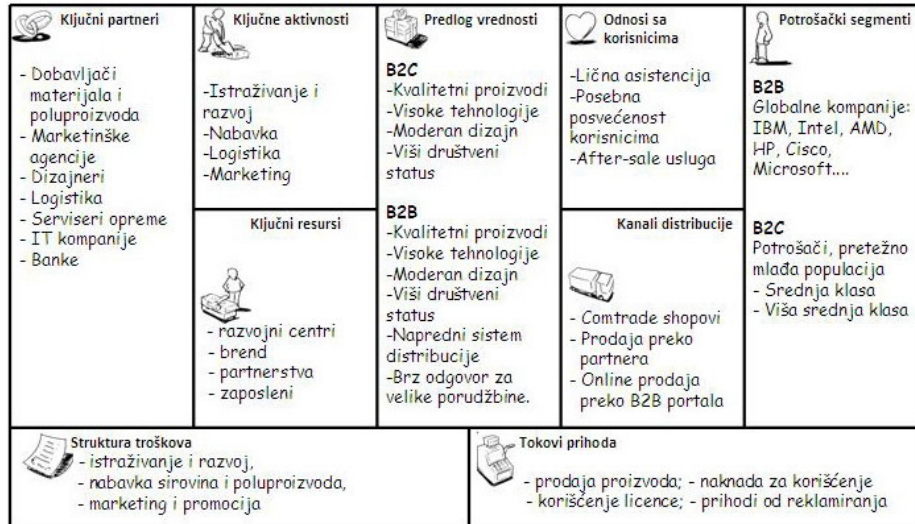 Ključni partneri
- Dobavljači
materijala i
poluproizvoda
- Marketinške
agencije
- Dizajneri
- Logistika
- Serviseri opreme
- IT kompanije
- Banke
Ključne aktivnosti
-Istraživanje i
razvoj
-Nabavka
-Logistika
-Marketing
Ključni resursi
- razvojni centri
- brend
- partnerstva
- zaposleni
Predlog vrednosti
B2C
-Kvalitetni proizvodi
-Visoke tehnologije
-Moderan dizajn
-Viši društveni
status
B2B
-Kvalitetni proizvodi
-Visoke tehnologije
-Moderan dizajn
-Viši društveni
status
-Napredni sistem
distribucije
-Brz odgovor za
velike porudžbine.
Odnosi sa
korisnicima
-Lična asistencija
-Posebna
posvećenost
korisnicima
-After-sale usluga
Kanali distribucije
- Comtrade shopovi
- Prodaja preko
partnera
- Online prodaja
preko B2B portala
Potrošački segmenti
B2B
Globalne kompanije:
IBM, Intel, AMD,
HP, Cisco,
Microsoft....
B2C
Potrošači, pretežno
mlađa populacija
- Srednja klasa
- Viša srednja klasa
Struktura troškova
- istraživanje i razvoj,
- nabavka sirovina i poluproizvoda,
- marketing i promocija
Tokovi prihoda
- prodaja proizvoda; - naknada za korišćenje
- korišćenje licence; - prihodi od reklamiranja